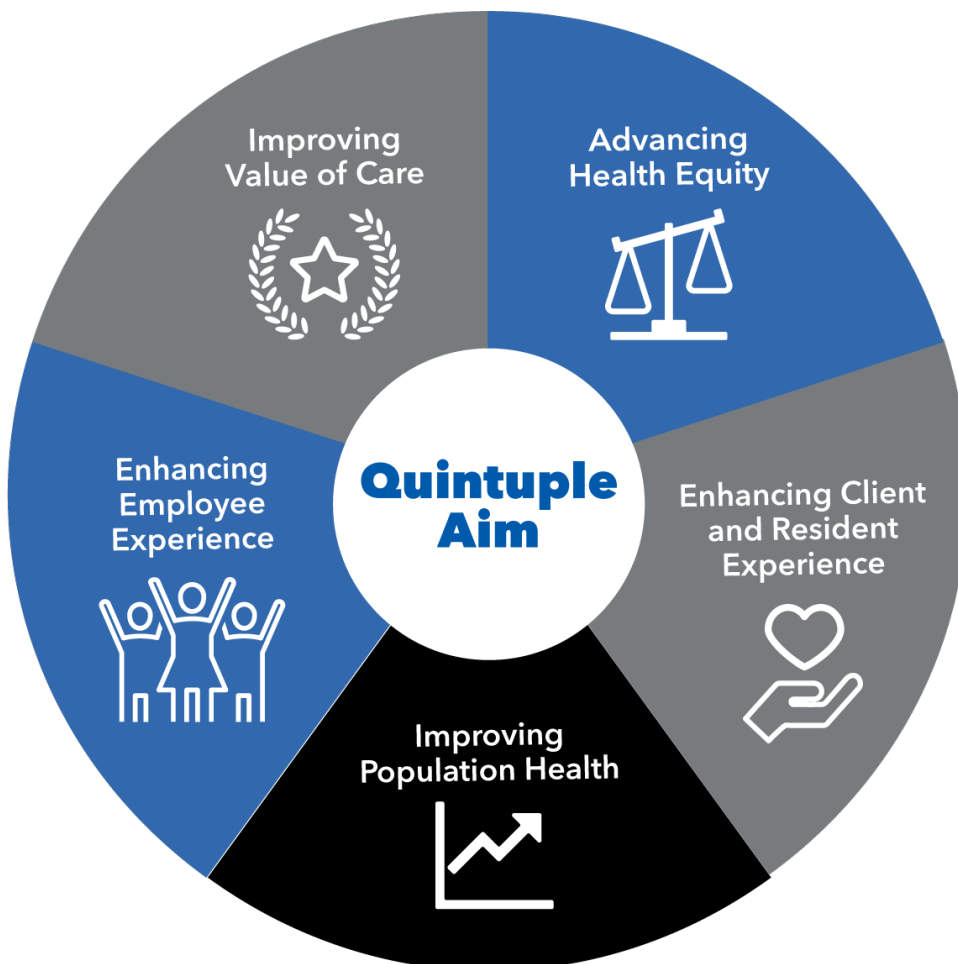 Improving
Value of Care
Advancing
Health Equity
Enhancing
Employee
Experience
Quintuple
Aim
Enhancing Client
and Resident
Experience
Improving
Population Health